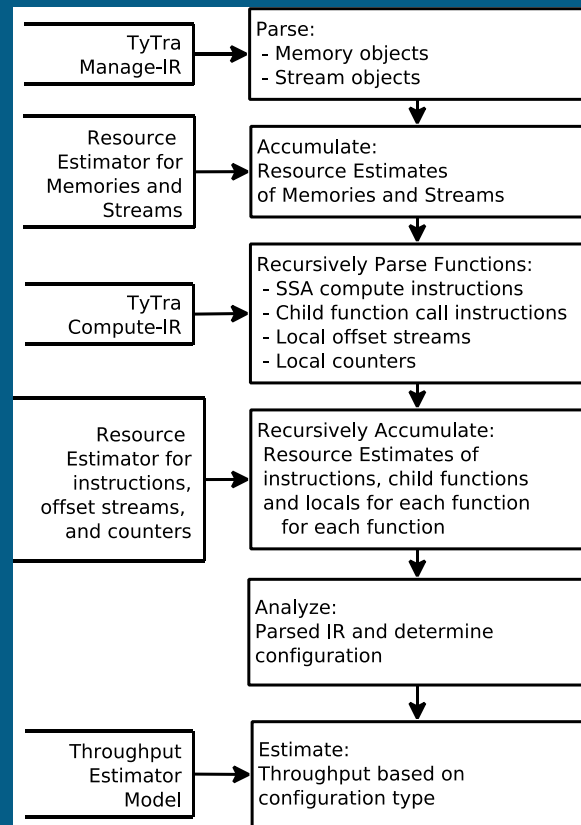 TyTra
Manage-IR
Parse:
- Memory objects
- Stream objects
Resource
Estimator for
Memories and
Streams
Accumulate:
Resource Estimates
of Memories and Streams
TyTra
Compute-IR
Recursively Parse Functions:
- SSA compute instructions
- Child function call instructions
- Local offset streams
- Local counters
Resource
Estimator for
instructions,
offset streams,
and counters
Recursively Accumulate:
Resource Estimates of
instructions, child functions
and locals for each function
for each function
Analyze:
Parsed IR and determine
configuration
Throughput
Estimator
Model
Estimate:
Throughput based on
configuration type